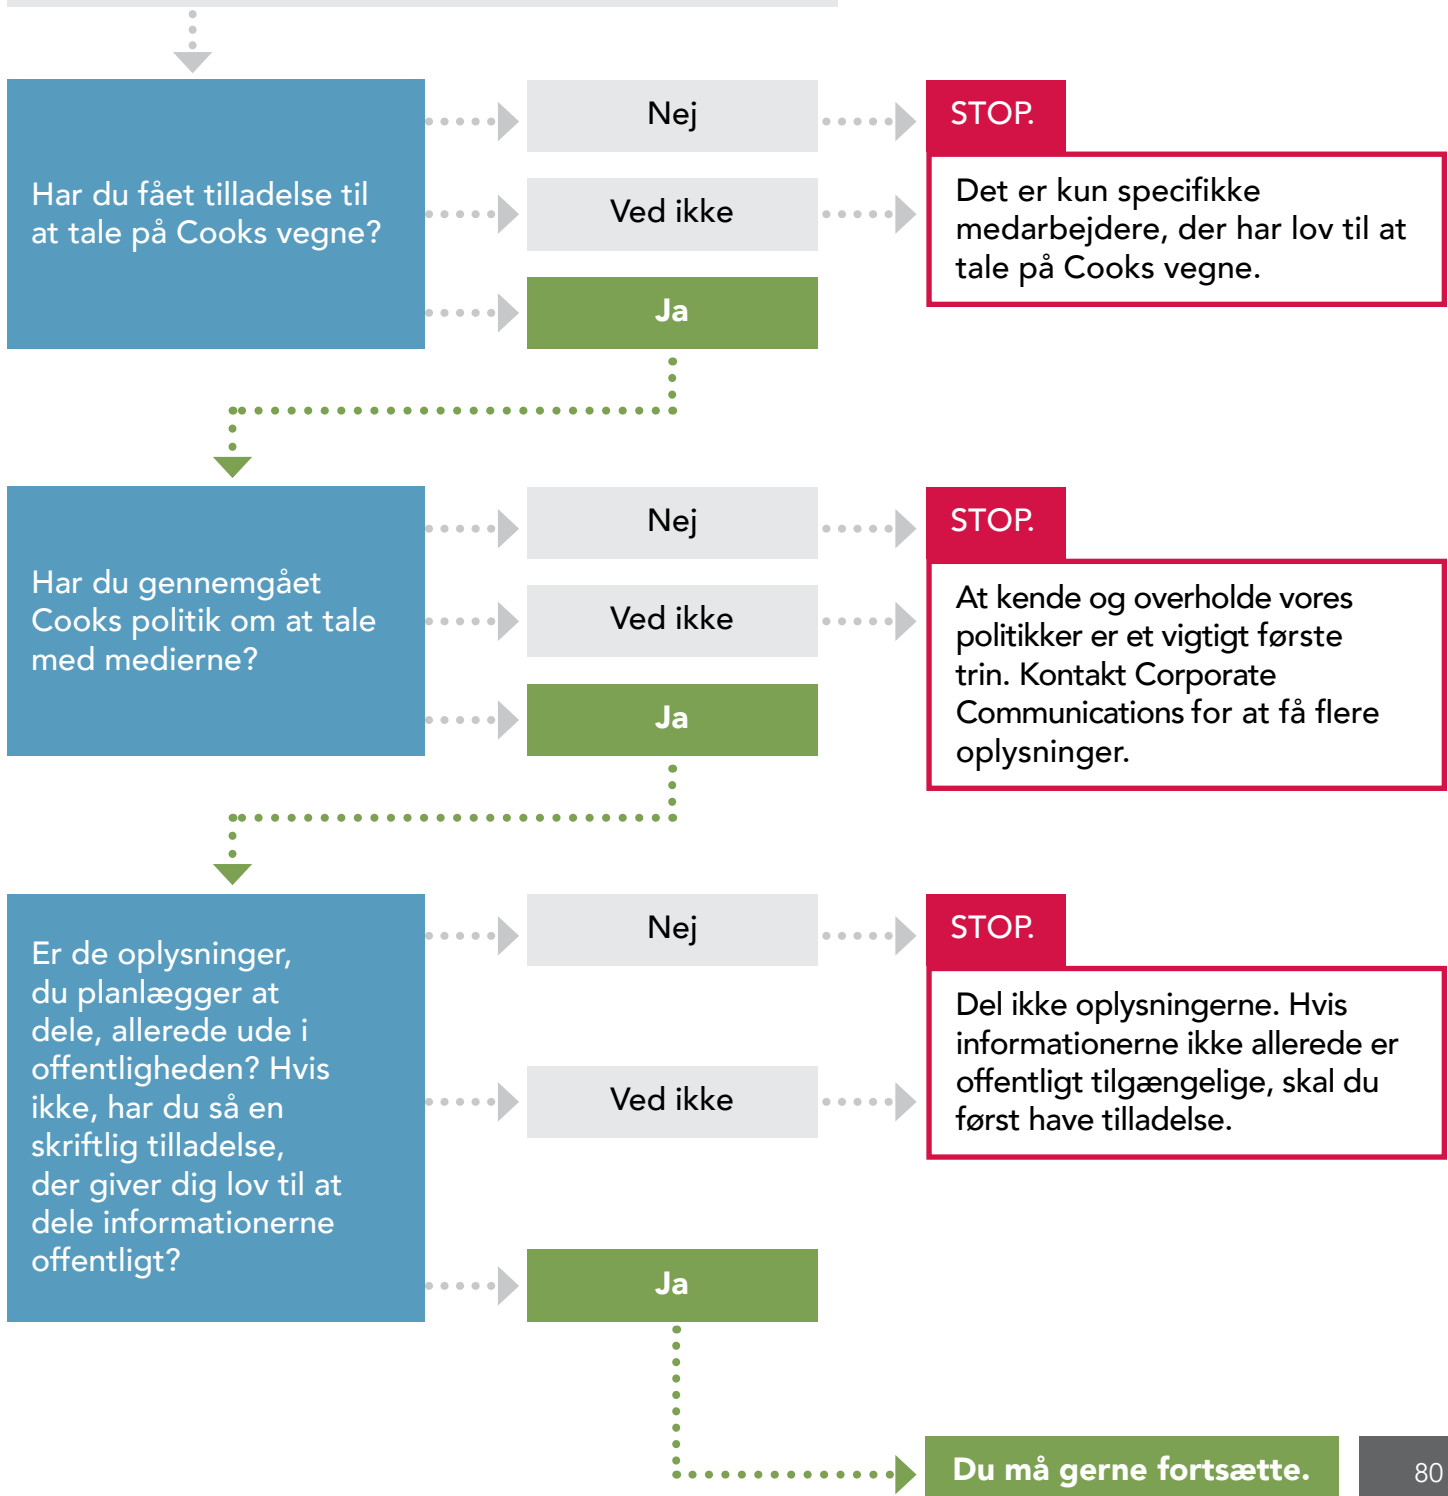 Har du fået tilladelse til
at tale på Cooks vegne?
Nej
Ved ikke
Ja
STOP.
Det er kun specifikke
medarbejdere, der har lov til at
tale på Cooks vegne.
Har du gennemgået
Cooks politik om at tale
med medierne?
Nej
Ved ikke
Ja
STOP.
At kende og overholde vores
politikker er et vigtigt første
trin. Kontakt Corporate
Communications for at få flere
oplysninger.
Er de oplysninger,
du planlægger at
dele, allerede ude i
offentligheden? Hvis
ikke, har du så en
skriftlig tilladelse,
der giver dig lov til at
dele informationerne
offentligt?
Nej
Ved ikke
Ja
STOP.
Del ikke oplysningerne. Hvis
informationerne ikke allerede er
offentligt tilgængelige, skal du
først have tilladelse.
Du må gerne fortsætte.
80